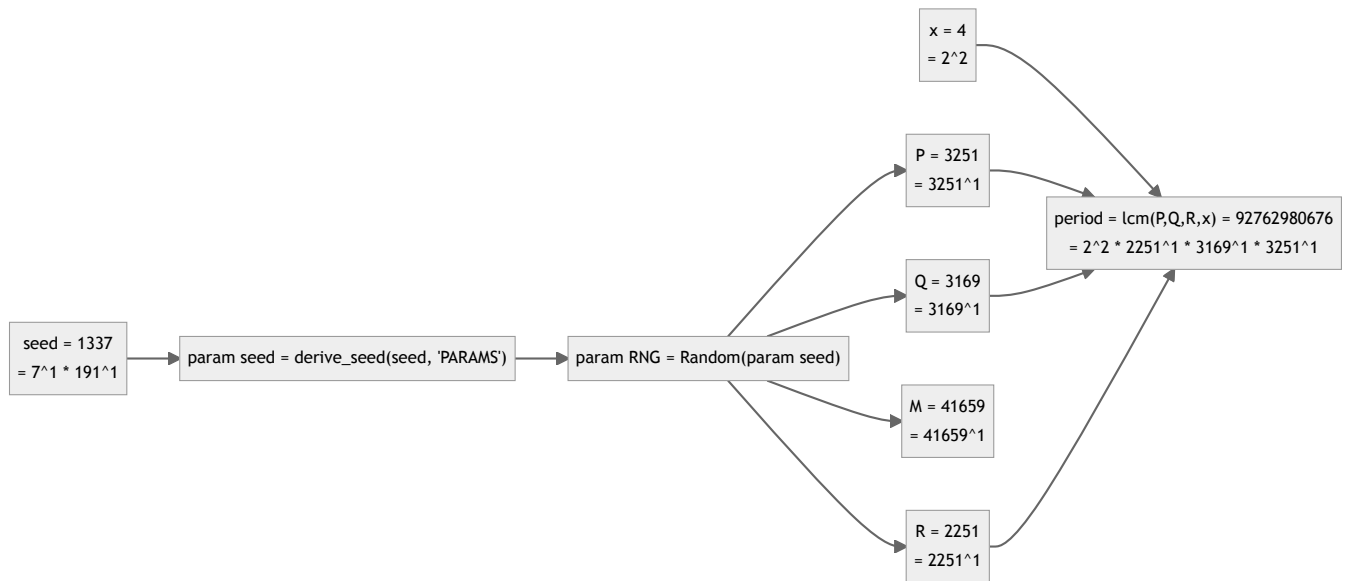 seed = 1337
= 7^1 * 191^1
param seed = derive_seed(seed, 'PARAMS')
param RNG = Random(param seed)
x = 4
= 2^2
P = 3251
= 3251^1
Q = 3169
= 3169^1
M = 41659
= 41659^1
R = 2251
= 2251^1
period = lcm(P,Q,R,x) = 92762980676
= 2^2 * 2251^1 * 3169^1 * 3251^1